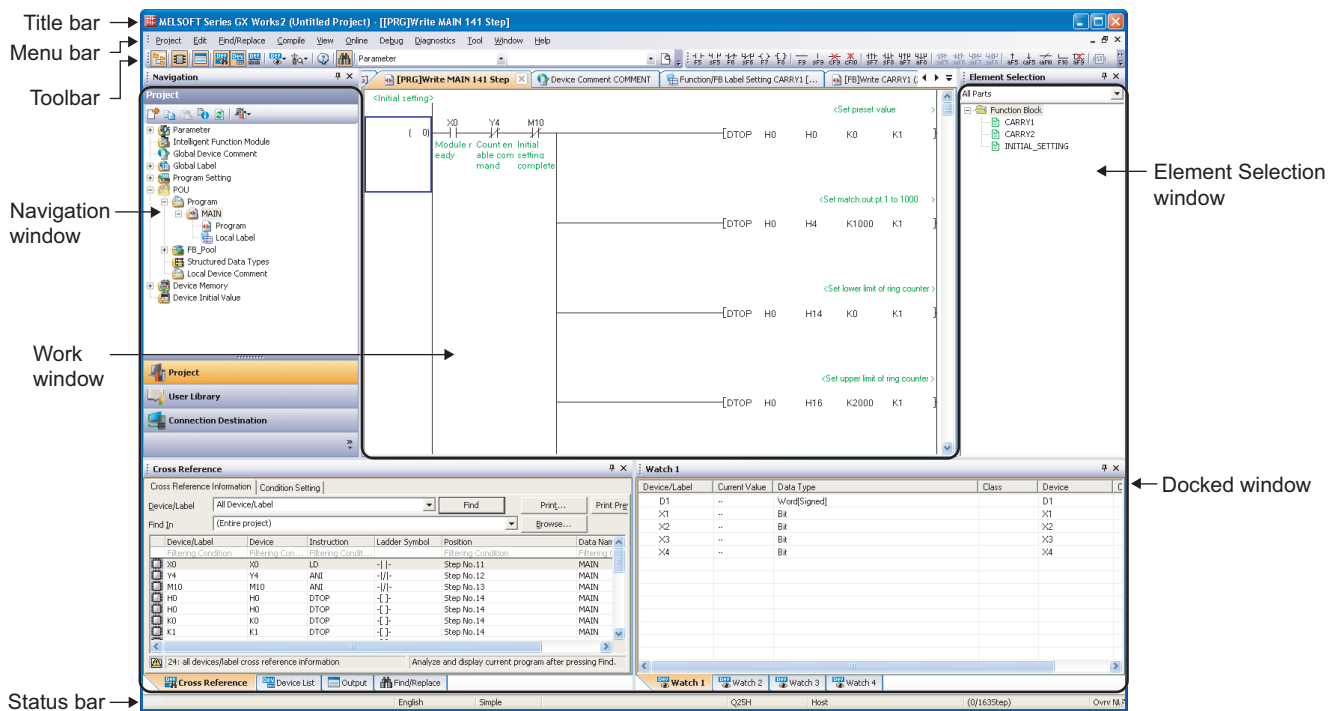 Title bar
MELSOFT Series GX Works2 (Untitled Project) - [[PRG]Write MAIN 141 Step]
Menu bar
Project Edit Find/Replace Compile View Online Debug Diagnostics Tool Window Help
Toolbar
Parameter
Navigation
[PRG]Write MAIN 141 Step
Device Comment COMMENT
Function/FB Label Setting CARRY1 [...
[FB]Write CARRY1 (
Element Selection
Project
Parameter
Intelligent Function Module
Global Device Comment
Global Label
Program Setting
POU
Program
MAIN
Program
Local Label
FB_Pool
Structured Data Types
Local Device Comment
Device Memory
Device Initial Value
Navigation window
Project
User Library
Connection Destination
Work window
<Initial setting>
<Set preset value >
( 0)
X0 Y4 M10
Module r eady
Count en able com mand
Initial setting complete
[DTOP H0 H0 K0 K1 ]
<Set match.out.pt.1 to 1000 >
[DTOP H0 H4 K1000 K1 ]
<Set lower limit of ring counter >
[DTOP H0 H14 K0 K1 ]
<Set upper limit of ring counter >
[DTOP H0 H16 K2000 K1 ]
All Parts
Function Block
CARRY1
CARRY2
INITIAL_SETTING
Element Selection window
Cross Reference
Cross Reference Information Condition Setting
Device/Label All Device/Label Find Print... Print Pre
Find In (Entire project) Browse...
Device/Label Device Instruction Ladder Symbol Position Data Nam
Filtering Condition Filtering Con... Filtering Condit... Filtering Condition Filtering C
X0 X0 LD -| |- Step No.11 MAIN
Y4 Y4 ANI -|/|- Step No.12 MAIN
M10 M10 ANI -|/|- Step No.13 MAIN
H0 H0 DTOP -[ ]- Step No.14 MAIN
H0 H0 DTOP -[ ]- Step No.14 MAIN
K0 K0 DTOP -[ ]- Step No.14 MAIN
K1 K1 DTOP -[ ]- Step No.14 MAIN
24: all devices/label cross reference information Analyze and display current program after pressing Find.
Cross Reference Device List Output Find/Replace
Watch 1
Device/Label Current Value Data Type Class Device C
D1 -- Word[Signed] D1
X1 -- Bit X1
X2 -- Bit X2
X3 -- Bit X3
X4 -- Bit X4
Watch 1 Watch 2 Watch 3 Watch 4
Docked window
Status bar
English Simple Q25H Host (0/163Step) Ovrv